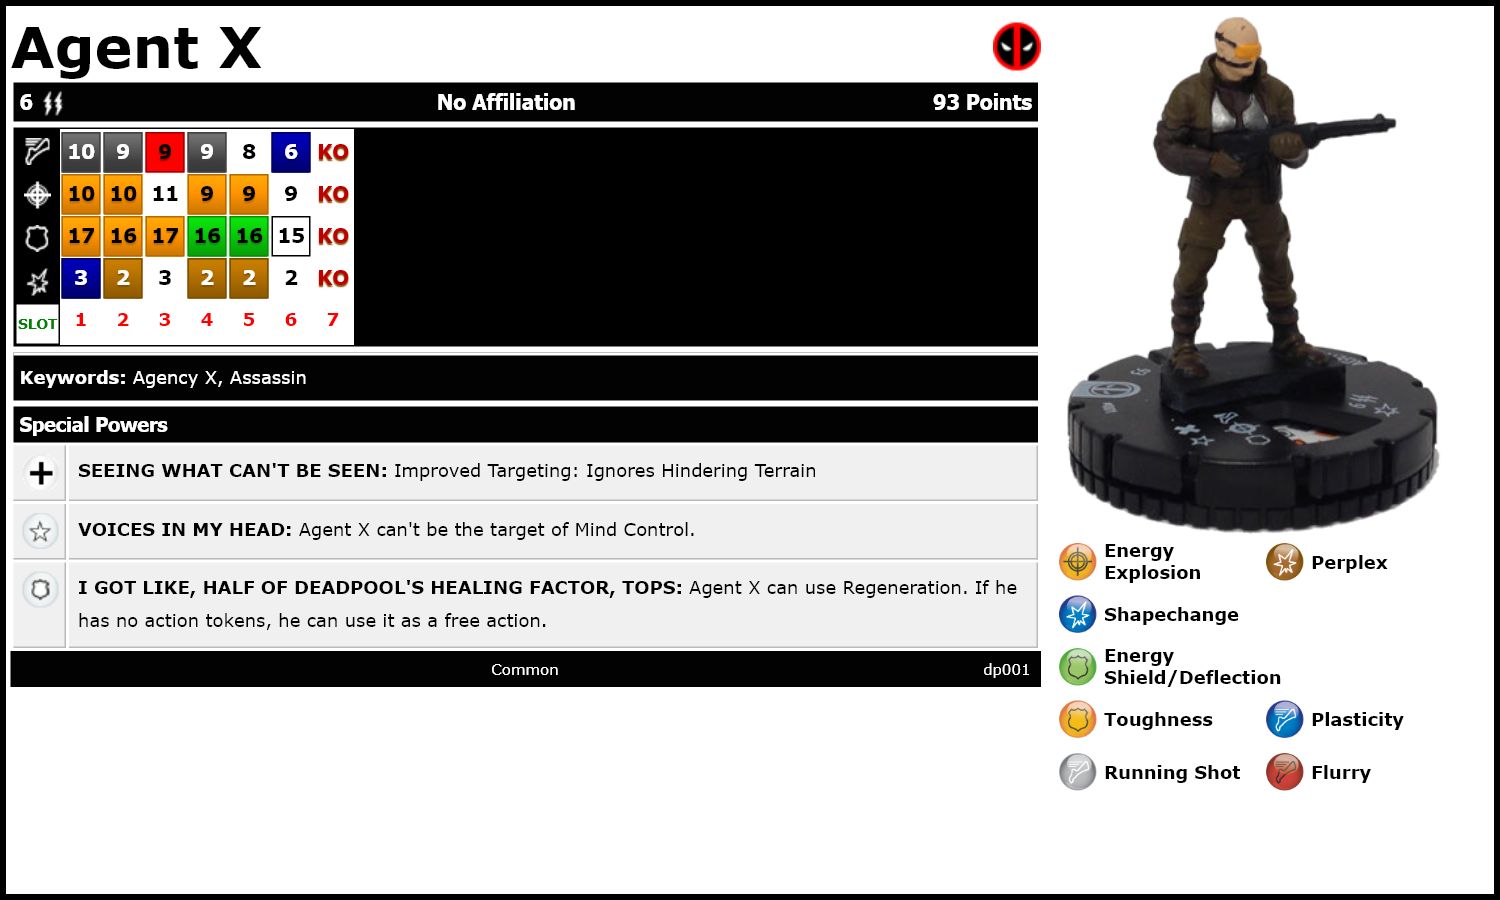 Agent X
6 No Affiliation 93 Points
10 9 9 9 8 6 KO
10 10 11 9 9 9 KO
17 16 17 16 16 15 KO
3 2 3 2 2 2 KO
SLOT 1 2 3 4 5 6 7
Keywords: Agency X, Assassin
Special Powers
SEEING WHAT CAN'T BE SEEN: Improved Targeting: Ignores Hindering Terrain
VOICES IN MY HEAD: Agent X can't be the target of Mind Control.
I GOT LIKE, HALF OF DEADPOOL'S HEALING FACTOR, TOPS: Agent X can use Regeneration. If he
has no action tokens, he can use it as a free action.
Common dp001
93
6
Energy
Explosion
Perplex
Shapechange
Energy
Shield/Deflection
Toughness Plasticity
Running Shot Flurry